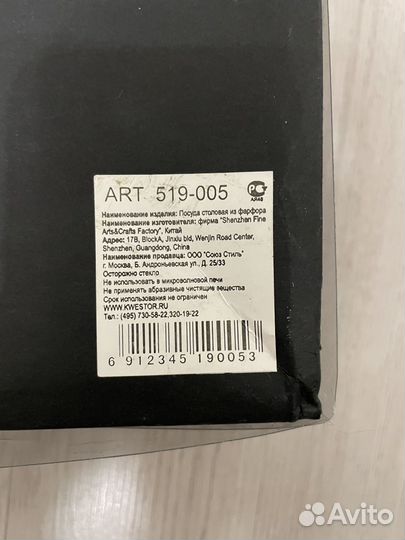 ART 519-005
РС
АЯ46
Наименование изделия: Посуда столовая из фарфора
Наименование изготовителя: фирма "Shenzhen Fine
Arts&Crafts Factory", Китай
Адрес: 17B, BlockA, Jinxiu bld, Wenjin Road Center,
Shenzhen, Guangdong, China
Наименование продавца: ООО "Союз Стиль"
г. Москва, Б. Андроньевская ул., Д. 25/33
Осторожно стекло
Не использовать в микроволновой печи
Не применять абразивные чистящие вещества
Срок использования не ограничен
WWW.KWESTOR.RU
Тел.: (495) 730-58-22,320-19-22
6 912345 190053
Avito